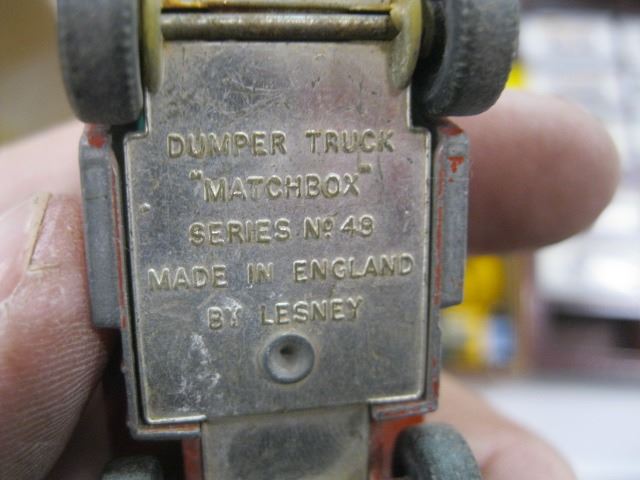 DUMPER TRUCK
"MATCHBOX"
SERIES Nº 48
MADE IN ENGLAND
BY LESNEY